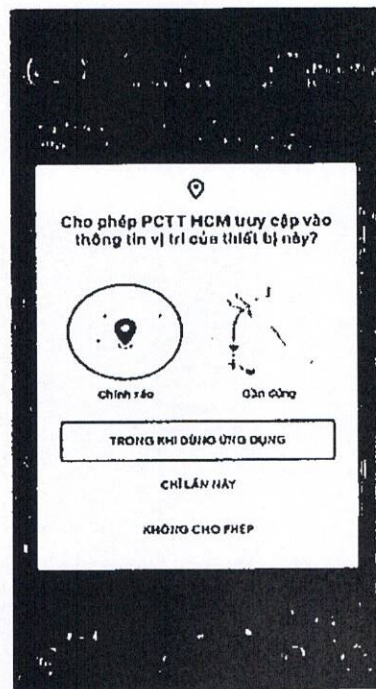 Cho phép PCTT HCM truy cập vào
thông tin vị trí của thiết bị này?
Chính xác
Gần đúng
TRONG KHI DÙNG ỨNG DỤNG
CHỈ LẦN NÀY
KHÔNG CHO PHÉP